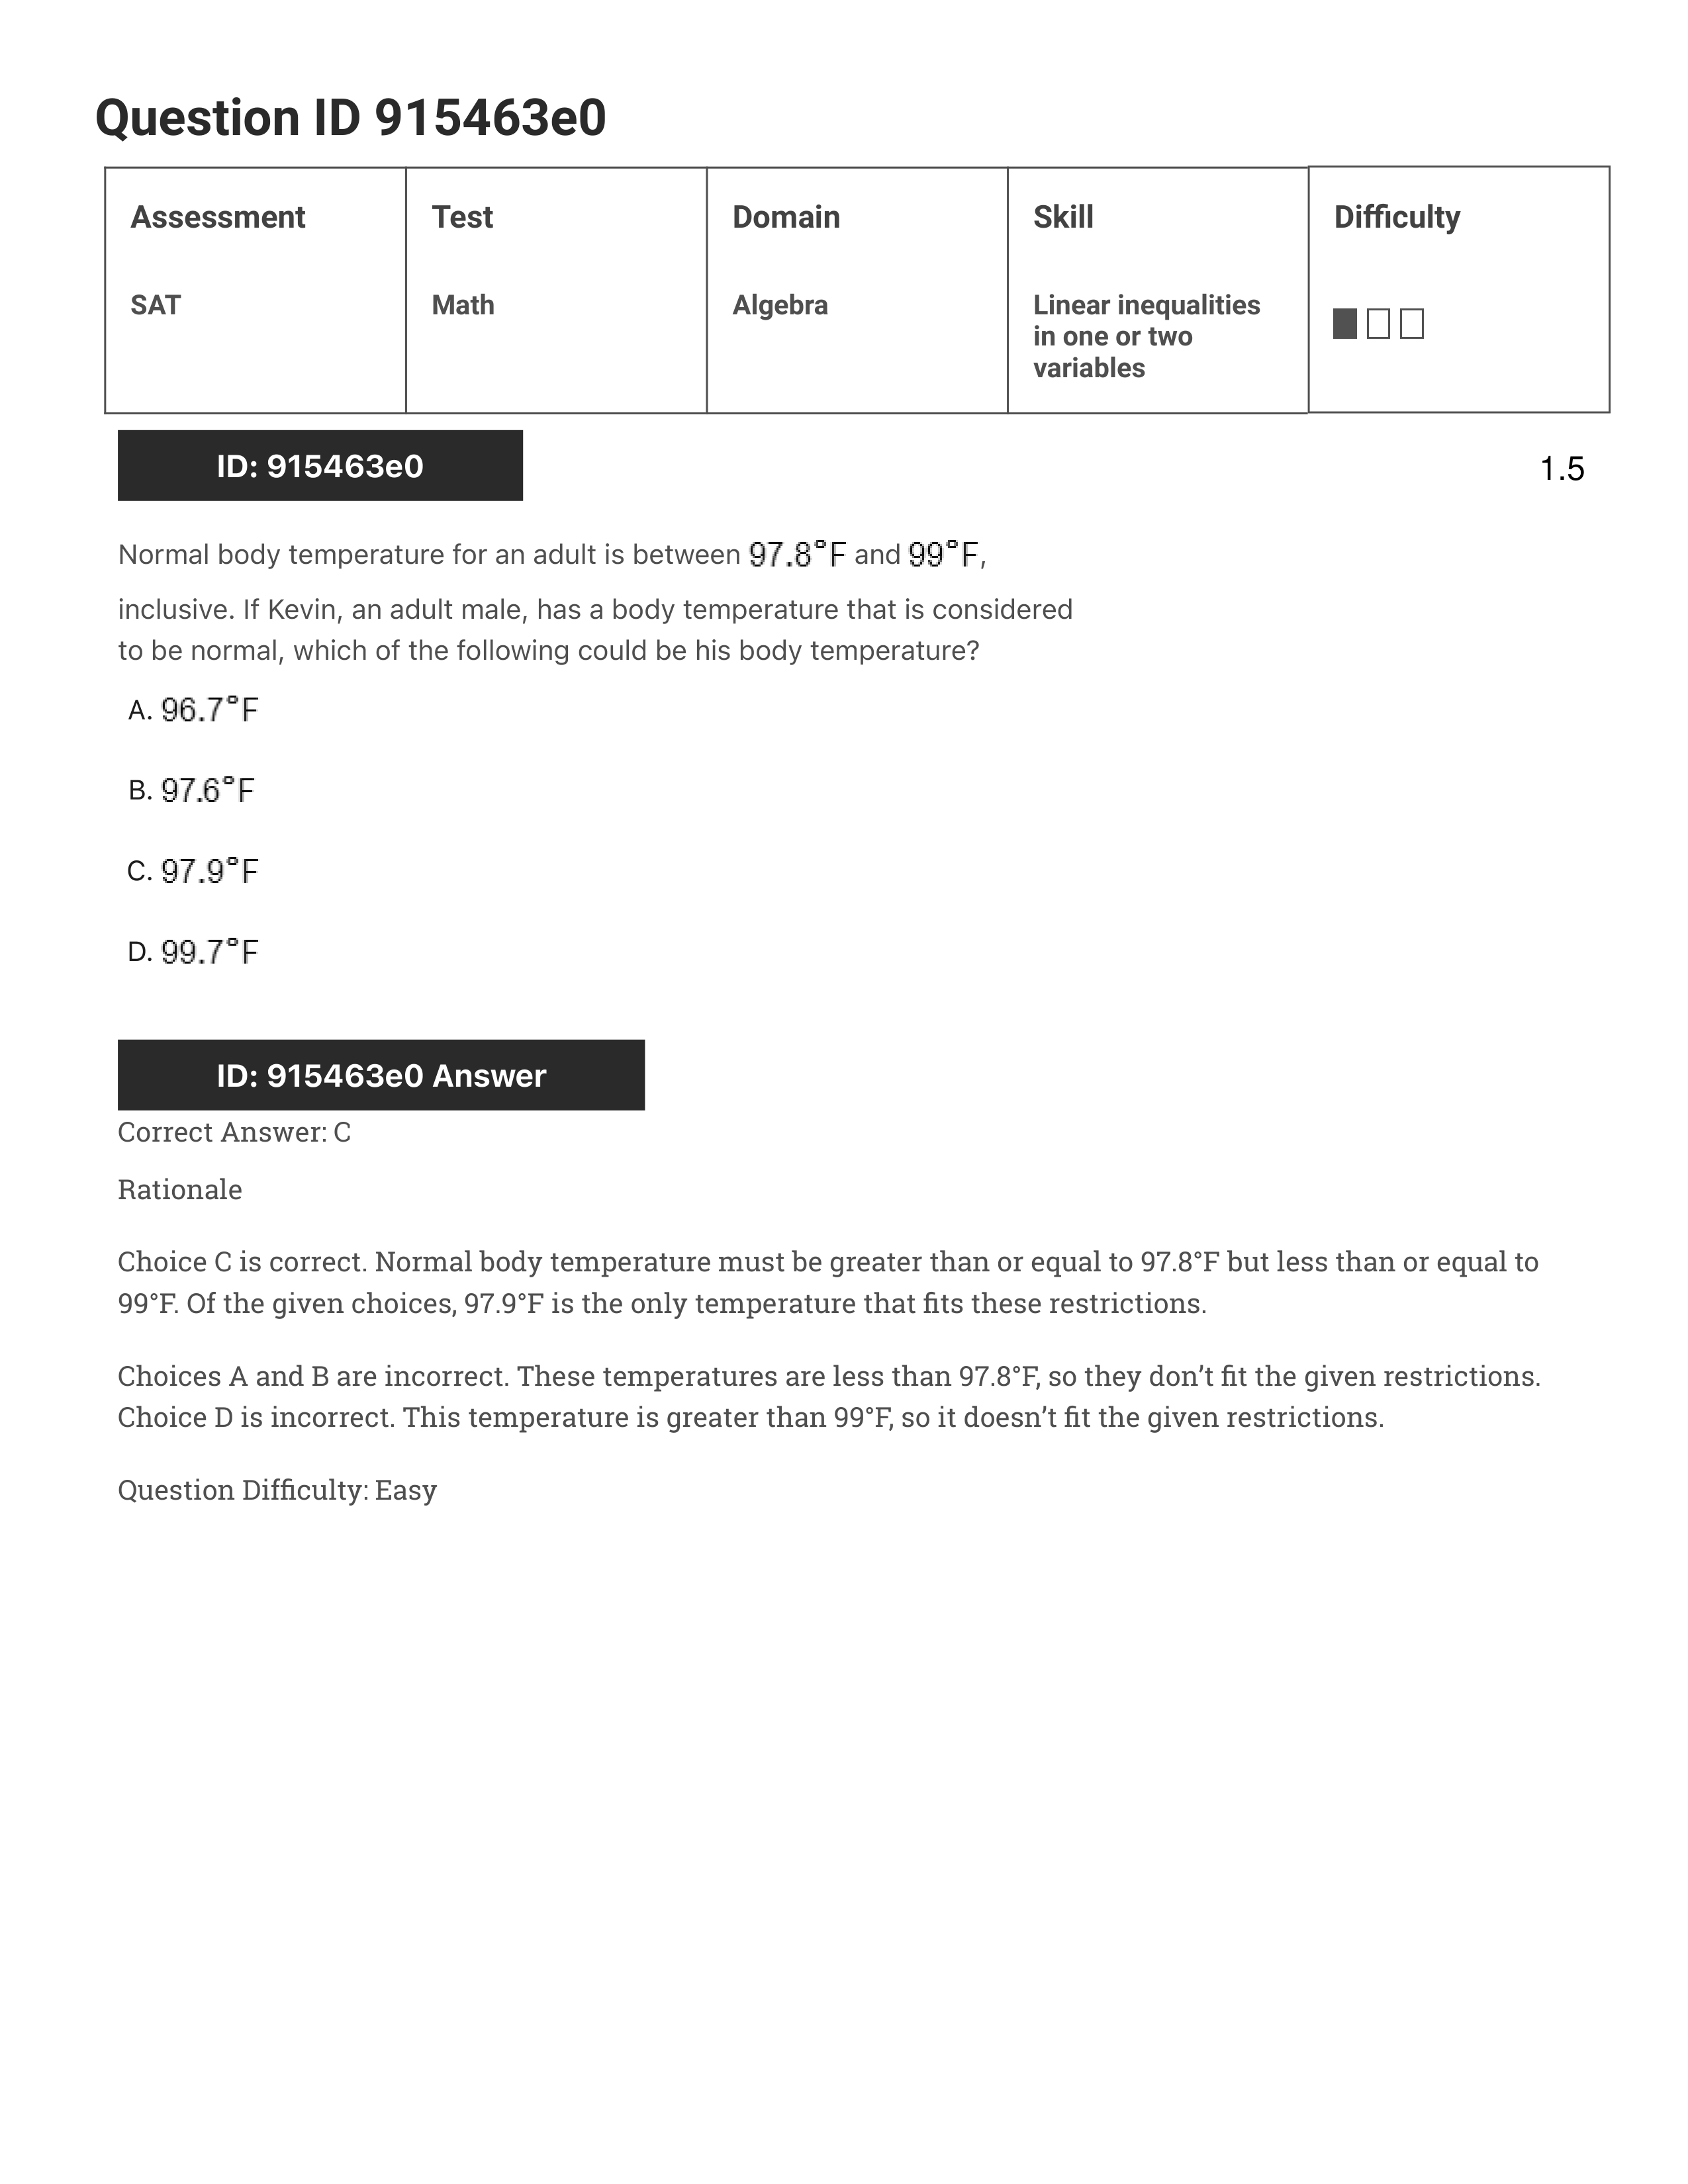 Question ID 915463e0
Assessment
Test
Domain
Skill
Difficulty
SAT
Math
Algebra
Linear inequalities
in one or two
variables
ID: 915463e0
1.5
Normal body temperature for an adult is between 97.8°F and 99°F,
inclusive. If Kevin, an adult male, has a body temperature that is considered
to be normal, which of the following could be his body temperature?
A. 96.7°F
B. 97.6°F
C. 97.9°F
D. 99.7°F
ID: 915463e0 Answer
Correct Answer: C
Rationale
Choice C is correct. Normal body temperature must be greater than or equal to 97.8°F but less than or equal to
99°F. Of the given choices, 97.9°F is the only temperature that fits these restrictions.
Choices A and B are incorrect. These temperatures are less than 97.8°F, so they don’t fit the given restrictions.
Choice D is incorrect. This temperature is greater than 99°F, so it doesn’t fit the given restrictions.
Question Difficulty: Easy